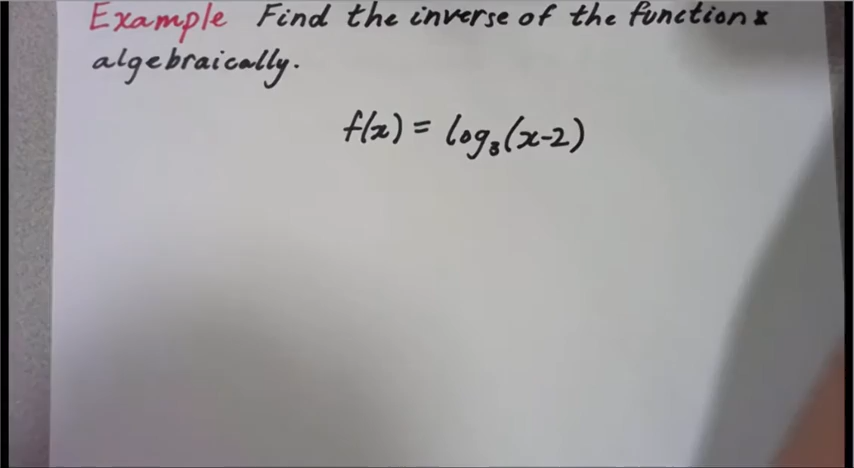 Example Find the inverse of the function
algebraically.
f(x) = log₃(x-2)